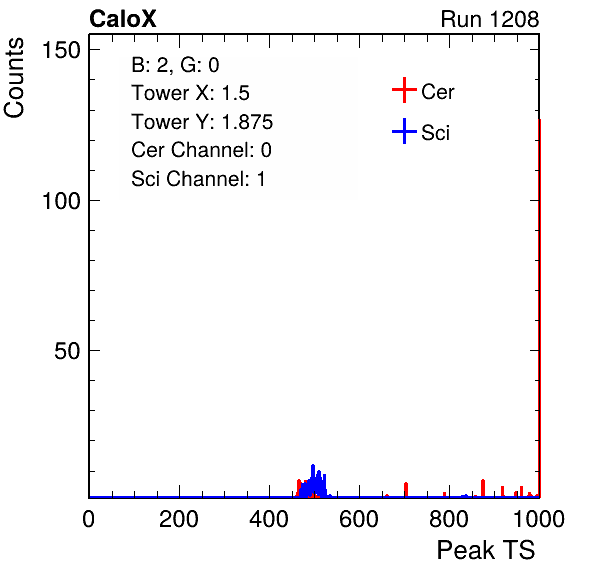 CaloX Run 1208
Counts
150
100
50
B: 2, G: 0
Tower X: 1.5
Tower Y: 1.875
Cer Channel: 0
Sci Channel: 1
Cer
Sci
0 200 400 600 800 1000
Peak TS